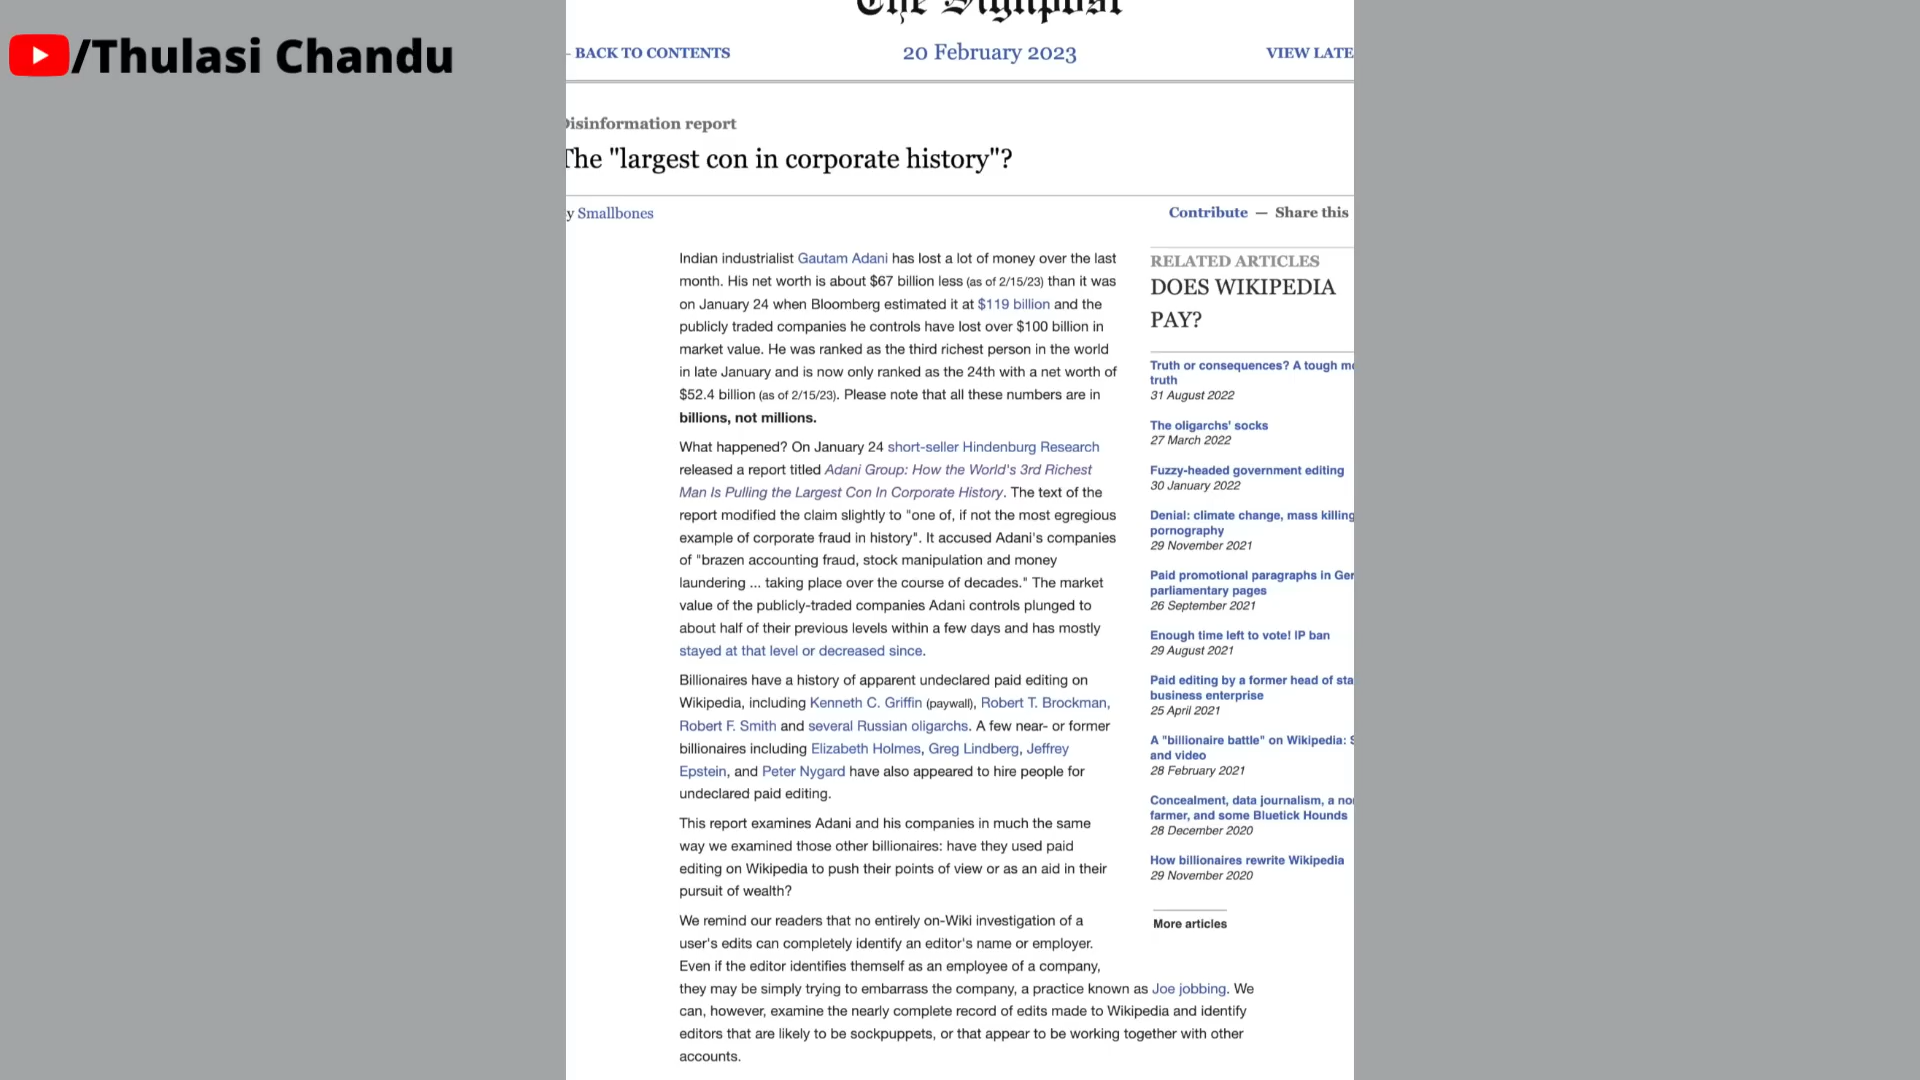 /Thulasi Chandu
The Signpost
BACK TO CONTENTS
20 February 2023
VIEW LATE
Disinformation report
The "largest con in corporate history"?
y Smallbones
Contribute — Share this
Indian industrialist Gautam Adani has lost a lot of money over the last
month. His net worth is about $67 billion less (as of 2/15/23) than it was
on January 24 when Bloomberg estimated it at $119 billion and the
publicly traded companies he controls have lost over $100 billion in
market value. He was ranked as the third richest person in the world
in late January and is now only ranked as the 24th with a net worth of
$52.4 billion (as of 2/15/23). Please note that all these numbers are in
billions, not millions.
What happened? On January 24 short-seller Hindenburg Research
released a report titled Adani Group: How the World's 3rd Richest
Man Is Pulling the Largest Con In Corporate History. The text of the
report modified the claim slightly to "one of, if not the most egregious
example of corporate fraud in history". It accused Adani's companies
of "brazen accounting fraud, stock manipulation and money
laundering ... taking place over the course of decades." The market
value of the publicly-traded companies Adani controls plunged to
about half of their previous levels within a few days and has mostly
stayed at that level or decreased since.
Billionaires have a history of apparent undeclared paid editing on
Wikipedia, including Kenneth C. Griffin (paywall), Robert T. Brockman,
Robert F. Smith and several Russian oligarchs. A few near- or former
billionaires including Elizabeth Holmes, Greg Lindberg, Jeffrey
Epstein, and Peter Nygard have also appeared to hire people for
undeclared paid editing.
This report examines Adani and his companies in much the same
way we examined those other billionaires: have they used paid
editing on Wikipedia to push their points of view or as an aid in their
pursuit of wealth?
We remind our readers that no entirely on-Wiki investigation of a
user's edits can completely identify an editor's name or employer.
Even if the editor identifies themself as an employee of a company,
they may be simply trying to embarrass the company, a practice known as Joe jobbing. We
can, however, examine the nearly complete record of edits made to Wikipedia and identify
editors that are likely to be sockpuppets, or that appear to be working together with other
accounts.
RELATED ARTICLES
DOES WIKIPEDIA
PAY?
Truth or consequences? A tough m
truth
31 August 2022
The oligarchs' socks
27 March 2022
Fuzzy-headed government editing
30 January 2022
Denial: climate change, mass killing
pornography
29 November 2021
Paid promotional paragraphs in Ger
parliamentary pages
26 September 2021
Enough time left to vote! IP ban
29 August 2021
Paid editing by a former head of sta
business enterprise
25 April 2021
A "billionaire battle" on Wikipedia: S
and video
28 February 2021
Concealment, data journalism, a no
farmer, and some Bluetick Hounds
28 December 2020
How billionaires rewrite Wikipedia
29 November 2020
More articles